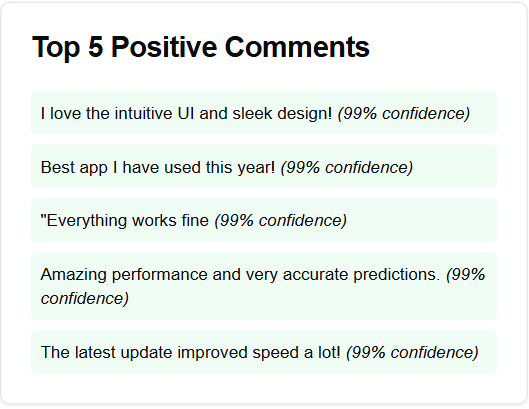 Top 5 Positive Comments
I love the intuitive UI and sleek design! (99% confidence)
Best app I have used this year! (99% confidence)
"Everything works fine (99% confidence)
Amazing performance and very accurate predictions. (99%
confidence)
The latest update improved speed a lot! (99% confidence)